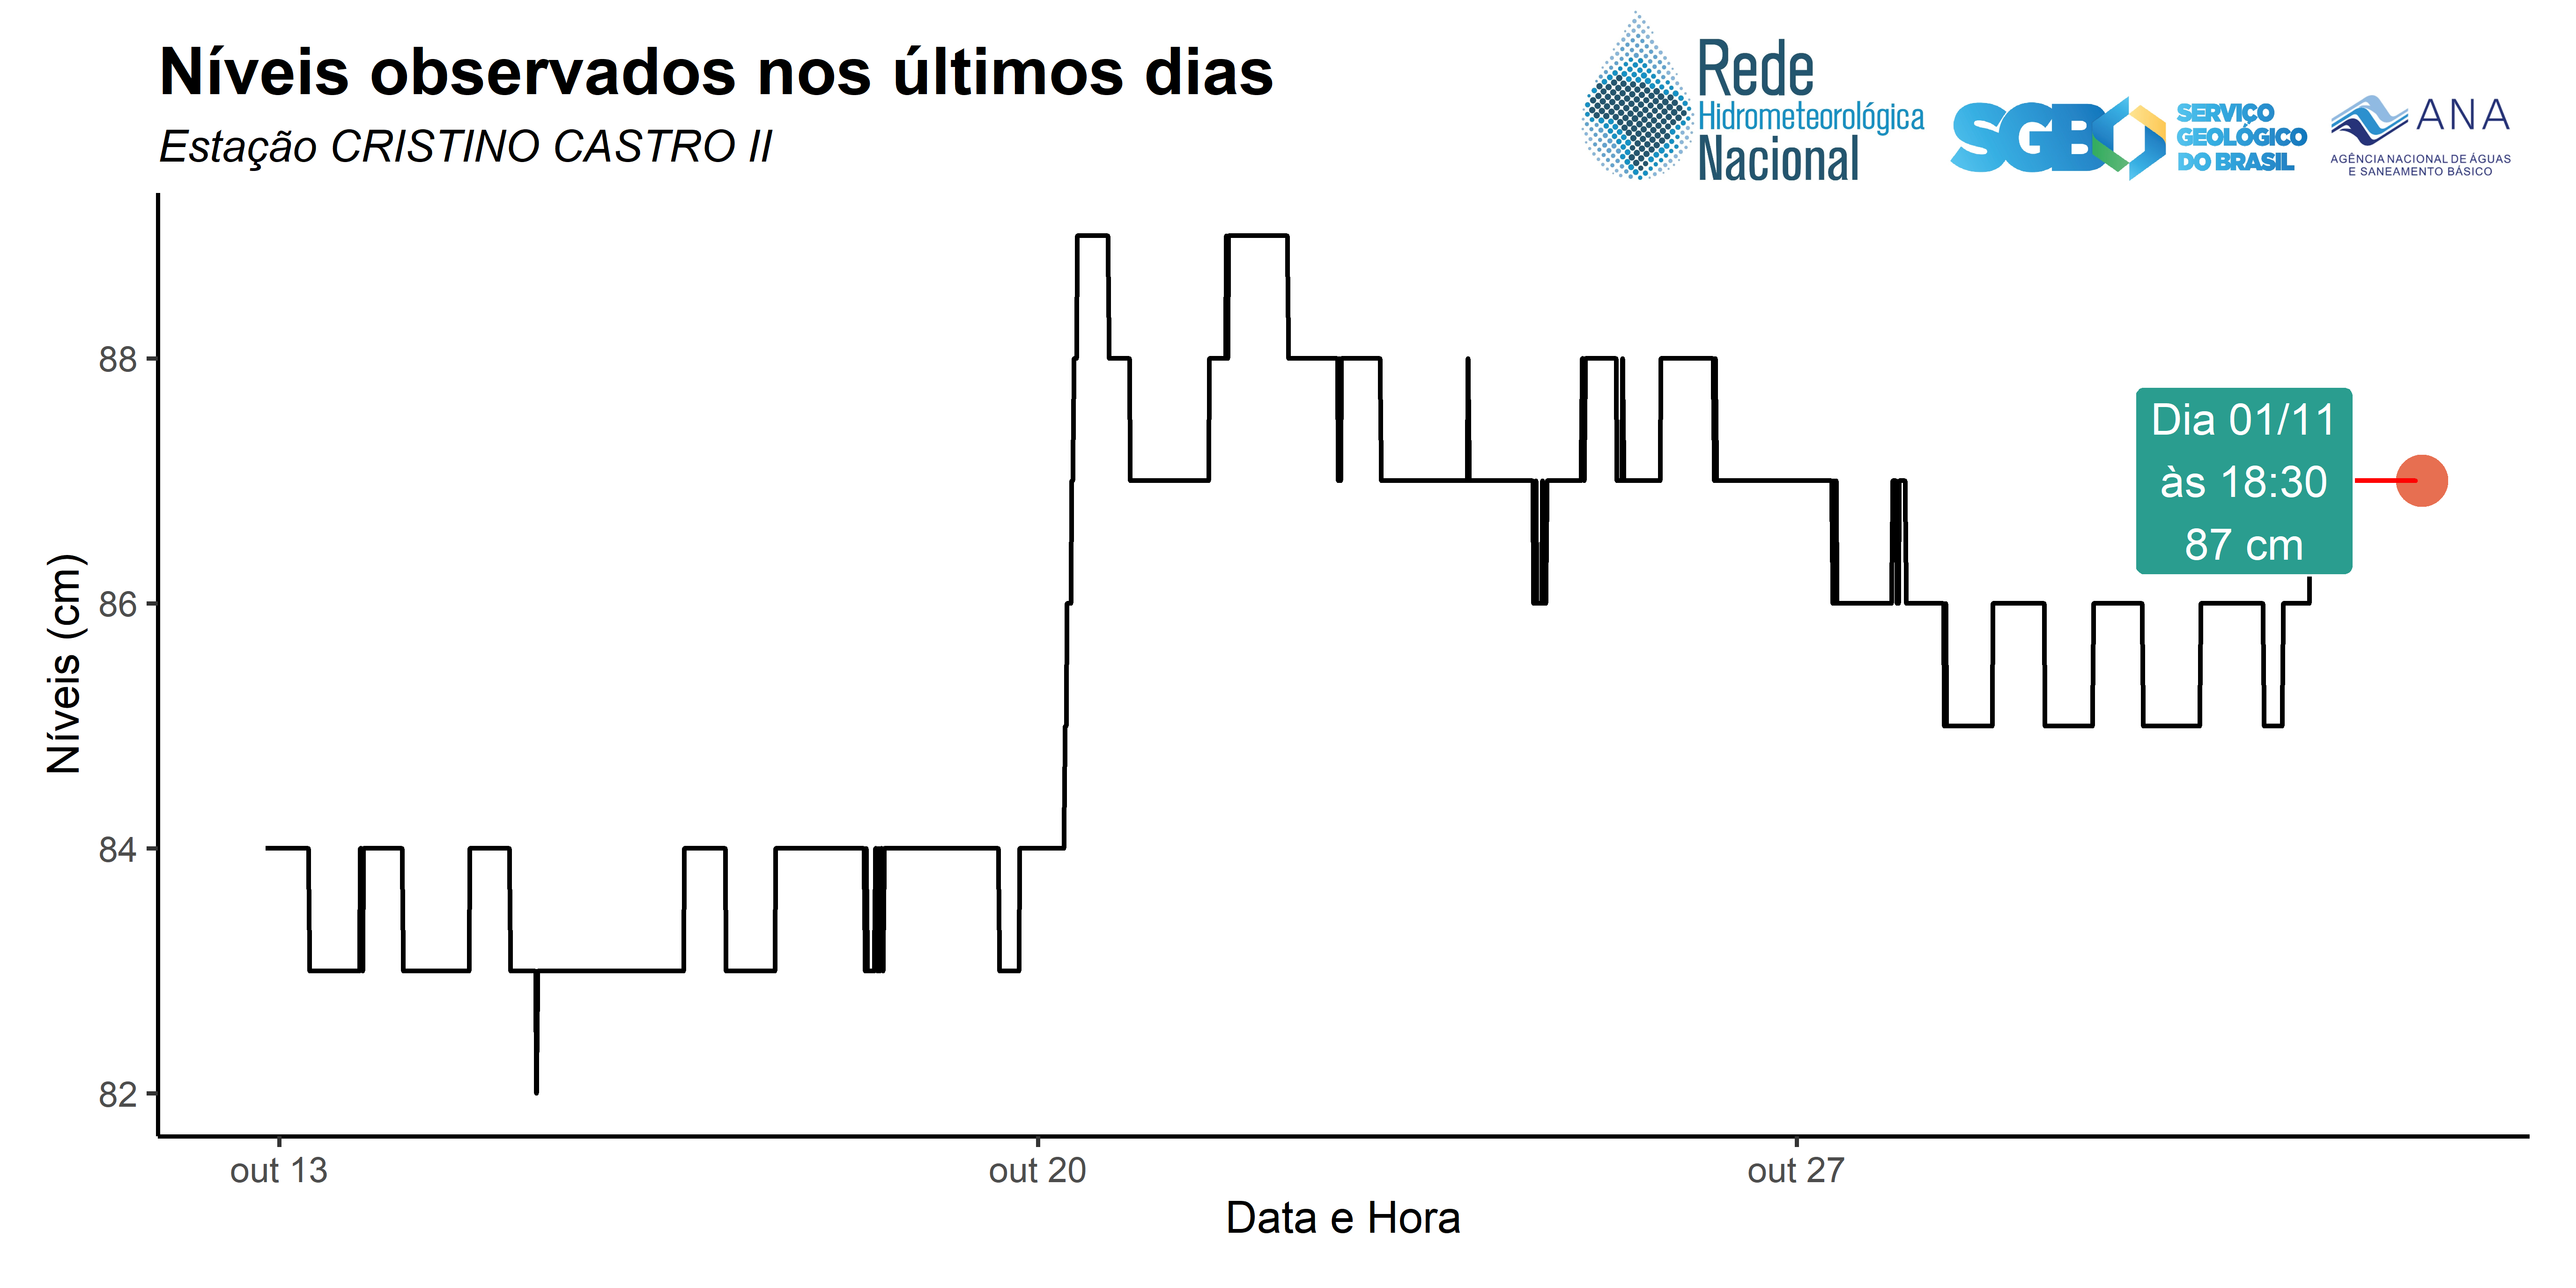 Níveis observados nos últimos dias
Estação CRISTINO CASTRO II
Rede
Hidrometeorológica
Nacional
SGB
SERVIÇO
GEOLÓGICO
DO BRASIL
ANA
AGÊNCIA NACIONAL DE ÁGUAS
E SANEAMENTO BÁSICO
Níveis (cm)
88
86
84
82
Dia 01/11
às 18:30
87 cm
out 13
out 20
out 27
Data e Hora